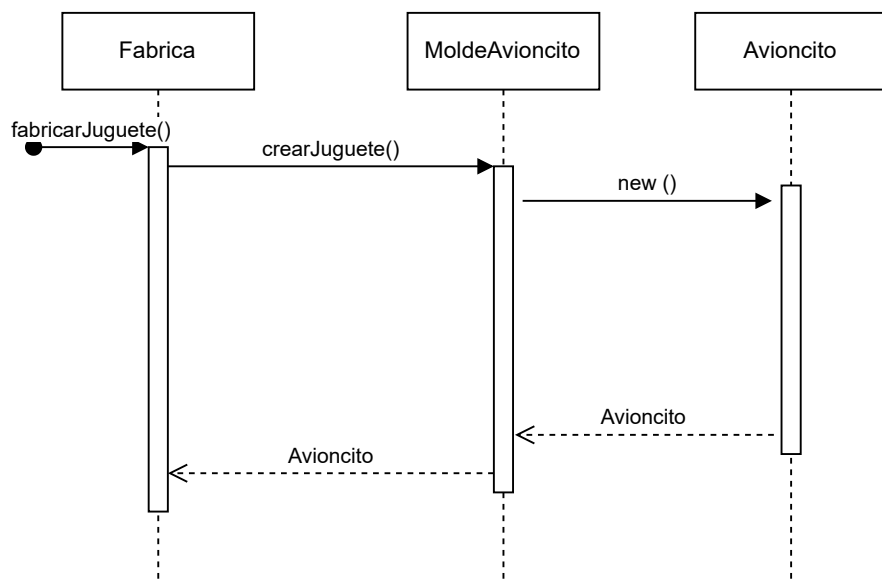 Fabrica
MoldeAvioncito
Avioncito
fabricarJuguete()
crearJuguete()
new ()
Avioncito
Avioncito